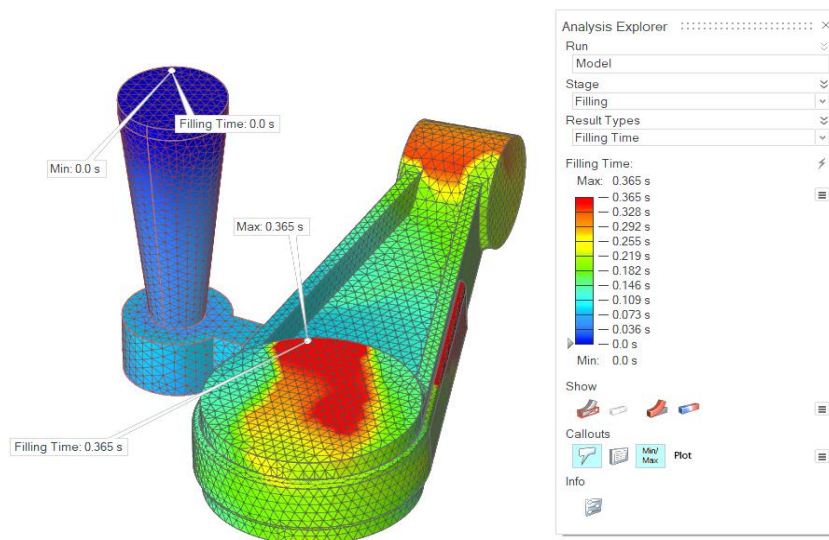 Filling Time: 0.0 s
Min: 0.0 s
Max: 0.365 s
Filling Time: 0.365 s
Analysis Explorer
Run
Model
Stage
Filling
Result Types
Filling Time
Filling Time:
Max: 0.365 s
0.365 s
0.328 s
0.292 s
0.255 s
0.219 s
0.182 s
0.146 s
0.109 s
0.073 s
0.036 s
0.0 s
Min: 0.0 s
Show
Callouts
Min/
Max
Plot
Info